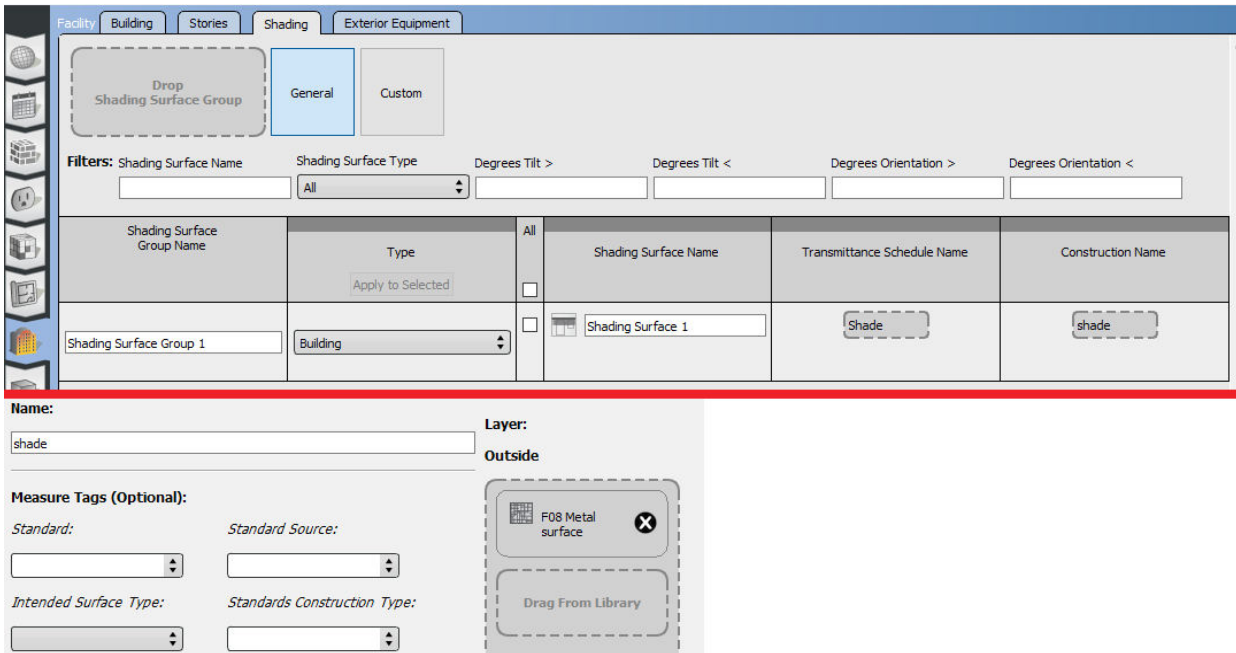 Facility Building Stories Shading Exterior Equipment
Drop
Shading Surface Group
General
Custom
Filters: Shading Surface Name Shading Surface Type Degrees Tilt > Degrees Tilt < Degrees Orientation > Degrees Orientation <
All
Shading Surface
Group Name
Type
All
Shading Surface Name
Transmittance Schedule Name
Construction Name
Apply to Selected
Shading Surface Group 1
Building
Shading Surface 1
Shade
shade
Name:
shade
Measure Tags (Optional):
Standard: Standard Source:
Intended Surface Type: Standards Construction Type:
Layer:
Outside
F08 Metal
surface
Drag From Library